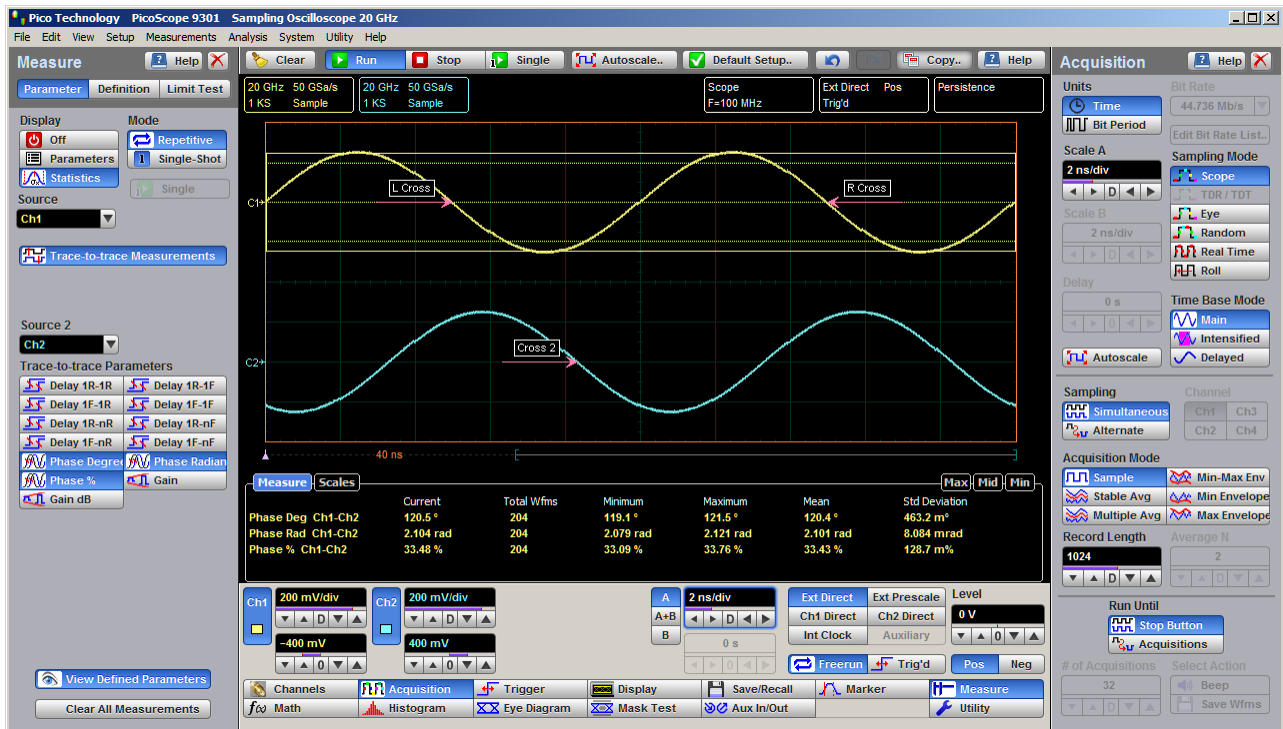 Pico Technology PicoScope 9301 Sampling Oscilloscope 20 GHz
File Edit View Setup Measurements Analysis System Utility Help
Measure Help
Parameter Definition Limit Test
Display Mode
Off Repetitive
Parameters Single-Shot
Statistics Single
Source
Ch1
Trace-to-trace Measurements
Source 2
Ch2
Trace-to-trace Parameters
Delay 1R-1R Delay 1R-1F
Delay 1F-1R Delay 1F-1F
Delay 1R-nR Delay 1R-nF
Delay 1F-nR Delay 1F-nF
Phase Degre Phase Radian
Phase % Gain
Gain dB
View Defined Parameters
Clear All Measurements
Clear Run Stop Single Autoscale.. Default Setup.. Copy.. Help
20 GHz 50 GSa/s 20 GHz 50 GSa/s Scope Ext Direct Pos Persistence
1 KS Sample 1 KS Sample F=100 MHz Trig'd
L Cross R Cross
C1
Cross 2
C2
40 ns
Measure Scales Max Mid Min
Current Total Wfms Minimum Maximum Mean Std Deviation
Phase Deg Ch1-Ch2 120.5 ° 204 119.1 ° 121.5 ° 120.4 ° 463.2 m°
Phase Rad Ch1-Ch2 2.104 rad 204 2.079 rad 2.121 rad 2.101 rad 8.084 mrad
Phase % Ch1-Ch2 33.48 % 204 33.09 % 33.76 % 33.43 % 128.7 m%
Ch1 200 mV/div Ch2 200 mV/div A 2 ns/div Ext Direct Ext Prescale Level
D D A+B D Ch1 Direct Ch2 Direct 0 V
-400 mV 400 mV B 0 s Int Clock Auxiliary 0
0 0 0 Freerun Trig'd Pos Neg
Channels Acquisition Trigger Display Save/Recall Marker Measure
f∞ Math Histogram Eye Diagram Mask Test Aux In/Out Utility
Acquisition Help
Units Bit Rate
Time 44.736 Mb/s
Bit Period Edit Bit Rate List..
Scale A Sampling Mode
2 ns/div Scope
D TDR / TDT
Scale B Eye
2 ns/div Random
D Real Time
Delay Roll
0 s Time Base Mode
0 Main
Intensified
Autoscale Delayed
Sampling Channel
Simultaneous Ch1 Ch3
Alternate Ch2 Ch4
Acquisition Mode
Sample Min-Max Env
Stable Avg Min Envelope
Multiple Avg Max Envelope
Record Length Average N
1024 2
D D
Run Until
Stop Button
Acquisitions
# of Acquisitions Select Action
32 Beep
D Save Wfms